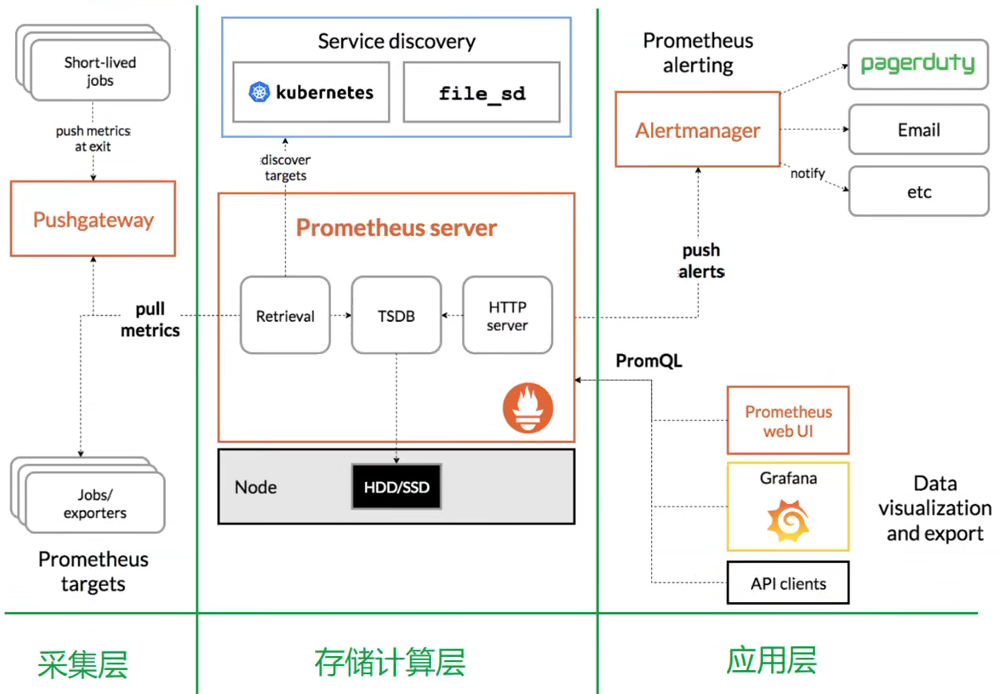 Short-lived
jobs
push metrics
at exit
Pushgateway
pull
metrics
Jobs/
exporters
Prometheus
targets
采集层
Service discovery
kubernetes
file_sd
discover
targets
Prometheus server
Retrieval
TSDB
HTTP
server
Node
HDD/SSD
存储计算层
Prometheus
alerting
Alertmanager
pagerduty
Email
notify
etc
push
alerts
PromQL
Prometheus
web UI
Grafana
API clients
Data
visualization
and export
应用层